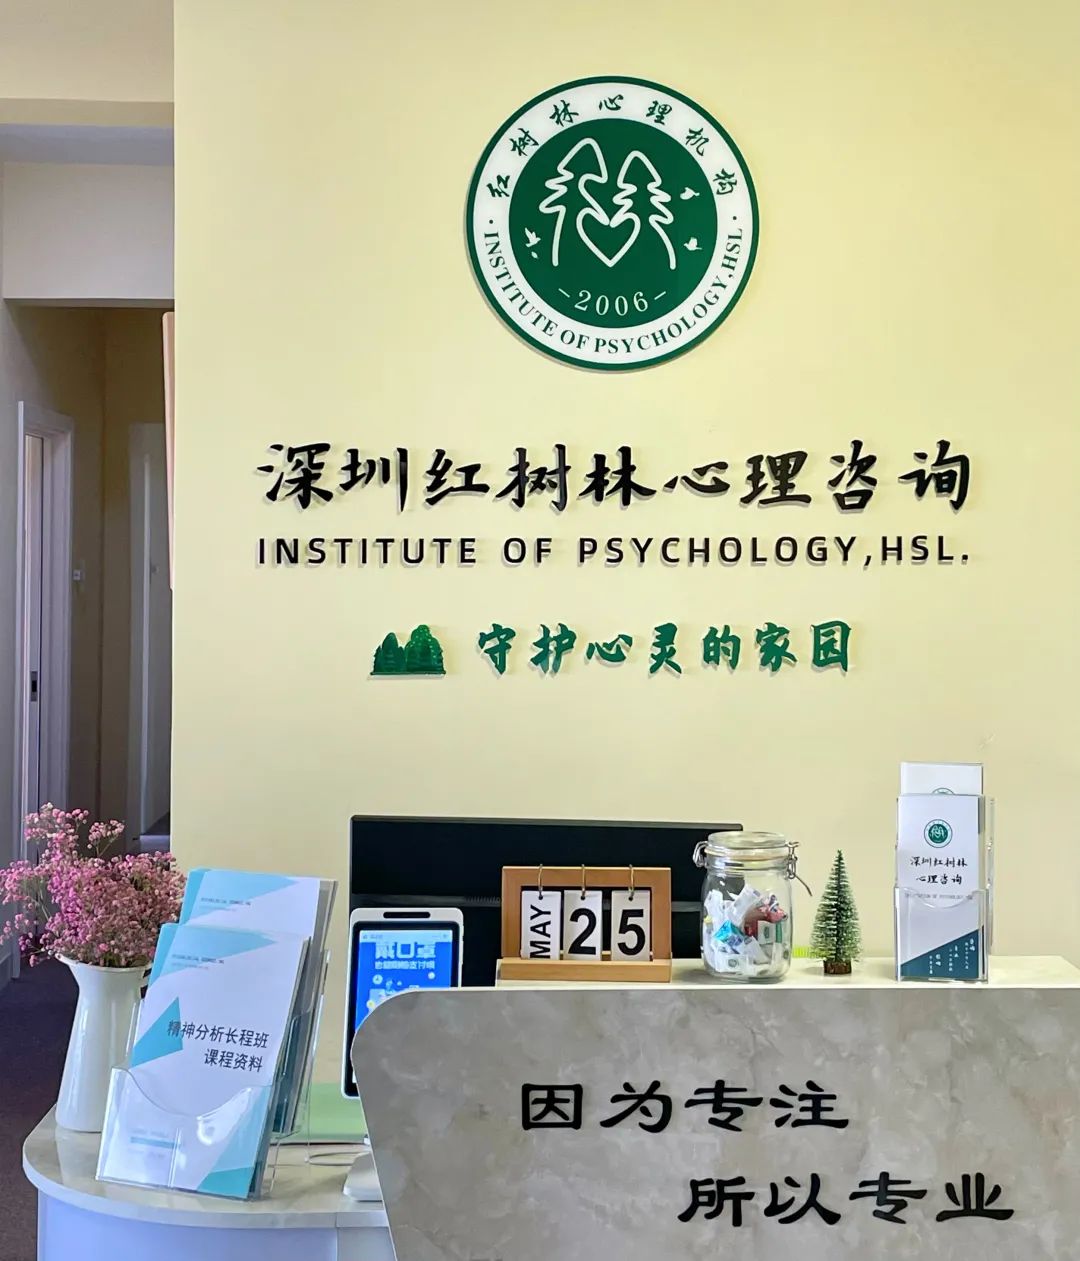 红树林心理机构
· INSTITUTE OF PSYCHOLOGY,HSL ·
-2006-
深圳红树林心理咨询
INSTITUTE OF PSYCHOLOGY,HSL.
守护心灵的家园
MAY 25
深圳红树林
心理咨询
精神分析长程班
课程资料
因为专注
所以专业